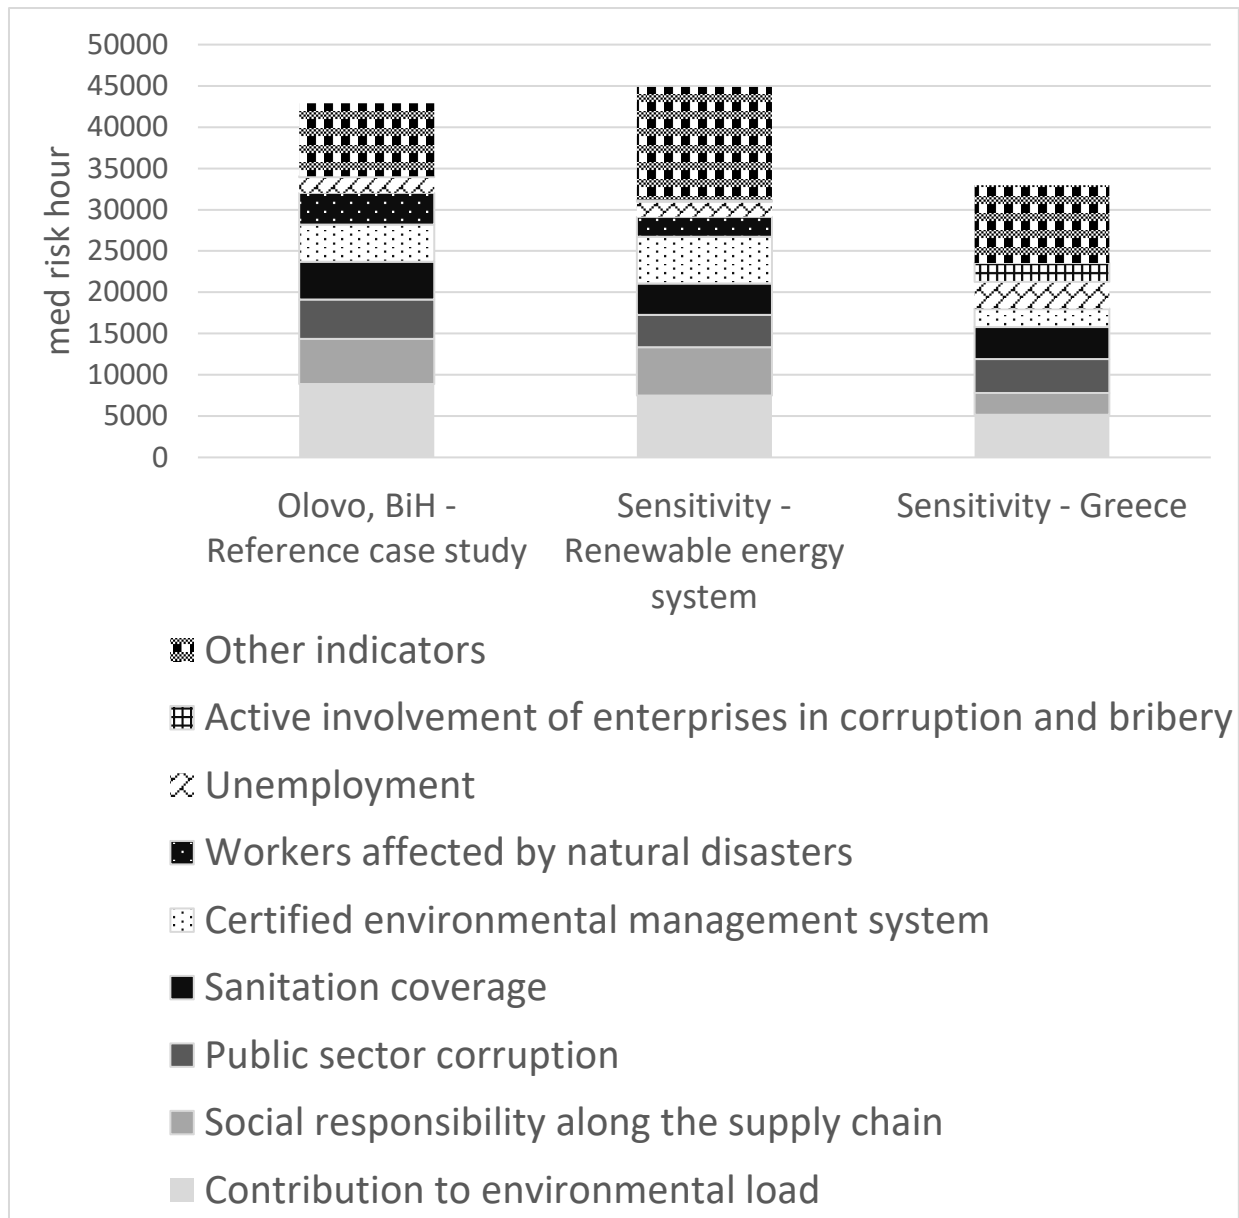 50000
45000
40000
35000
30000
25000
20000
15000
10000
5000
0
med risk hour
Olovo, BiH -
Reference case study
Sensitivity -
Renewable energy
system
Sensitivity - Greece
Other indicators
Active involvement of enterprises in corruption and bribery
Unemployment
Workers affected by natural disasters
Certified environmental management system
Sanitation coverage
Public sector corruption
Social responsibility along the supply chain
Contribution to environmental load